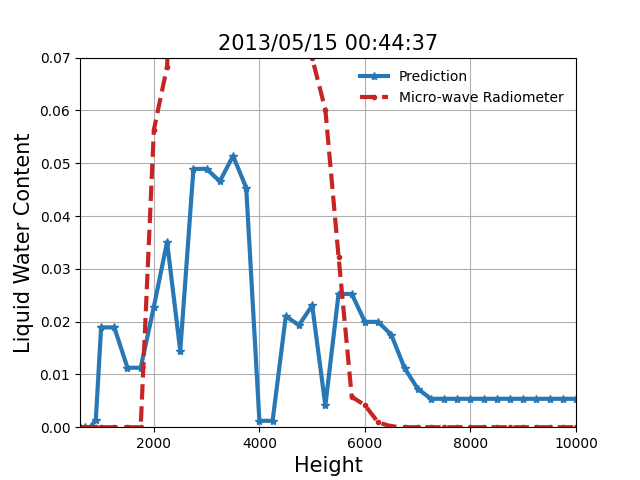 2013/05/15 00:44:37
0.07
0.06
0.05
0.04
0.03
0.02
0.01
0.00
Liquid Water Content
Prediction
Micro-wave Radiometer
2000 4000 6000 8000 10000
Height